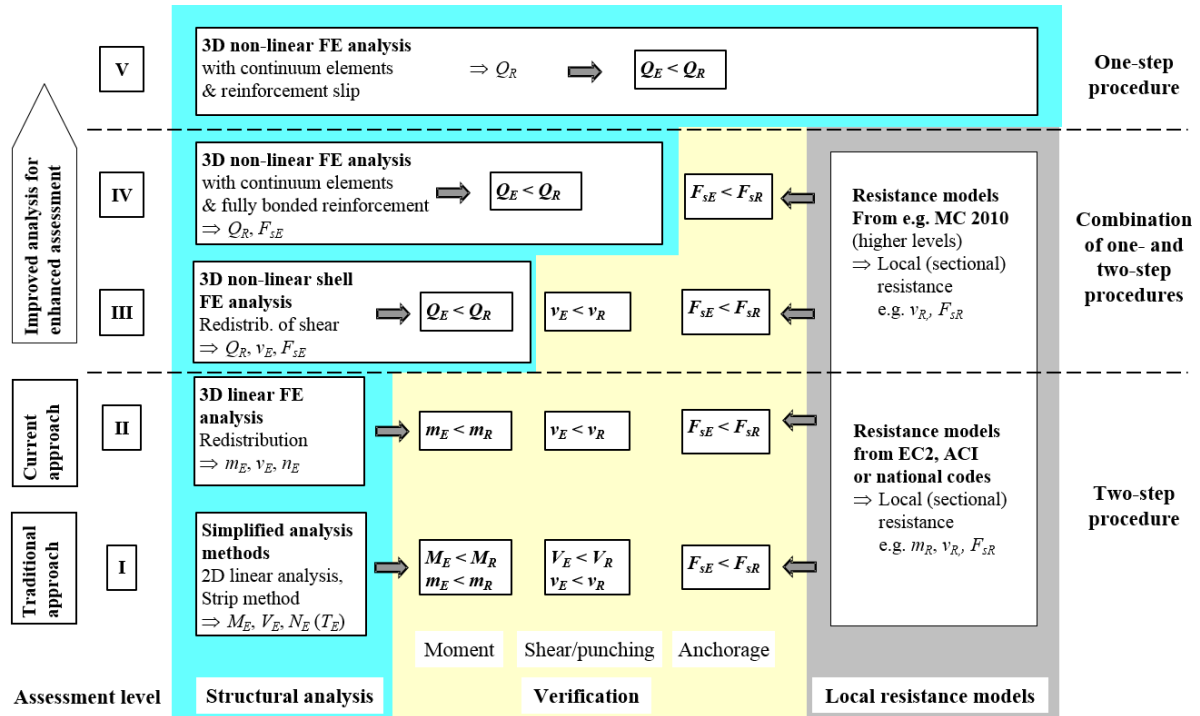 V
3D non-linear FE analysis
with continuum elements
& reinforcement slip
⇒ Q_R
Q_E < Q_R
One-step
procedure
Improved analysis for
enhanced assessment
IV
3D non-linear FE analysis
with continuum elements
& fully bonded reinforcement
⇒ Q_R, F_sE
Q_E < Q_R
F_sE < F_sR
Resistance models
From e.g. MC 2010
(higher levels)
⇒ Local (sectional)
resistance
e.g. v_R,, F_sR
Combination
of one- and
two-step
procedures
III
3D non-linear shell
FE analysis
Redistrib. of shear
⇒ Q_R, v_E, F_sE
Q_E < Q_R
v_E < v_R
F_sE < F_sR
Current
approach
II
3D linear FE
analysis
Redistribution
⇒ m_E, v_E, n_E
m_E < m_R
v_E < v_R
F_sE < F_sR
Resistance models
from EC2, ACI
or national codes
⇒ Local (sectional)
resistance
e.g. m_R, v_R,, F_sR
Two-step
procedure
Traditional
approach
I
Simplified analysis
methods
2D linear analysis,
Strip method
⇒ M_E, V_E, N_E (T_E)
M_E < M_R
m_E < m_R
V_E < V_R
v_E < v_R
F_sE < F_sR
Moment
Shear/punching
Anchorage
Assessment level
Structural analysis
Verification
Local resistance models